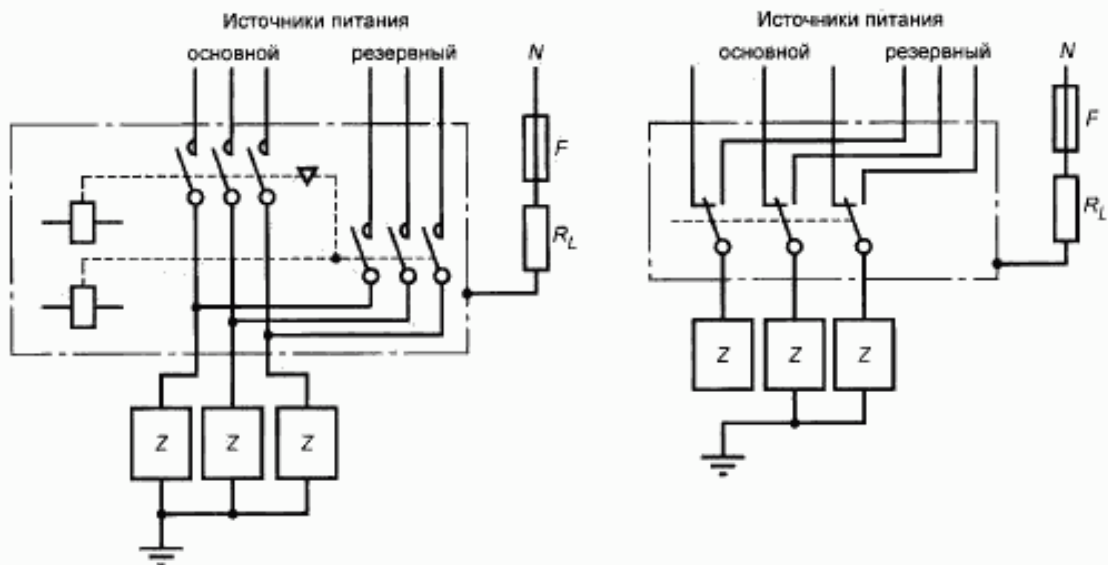 Источники питания
основной резервный N
F
R_L
Z Z Z
Источники питания
основной резервный N
F
R_L
Z Z Z